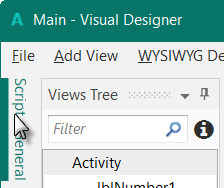 Main - Visual Designer
File Add View WYSIWYG De
Script General
Views Tree
Filter
Activity
lblNumber1